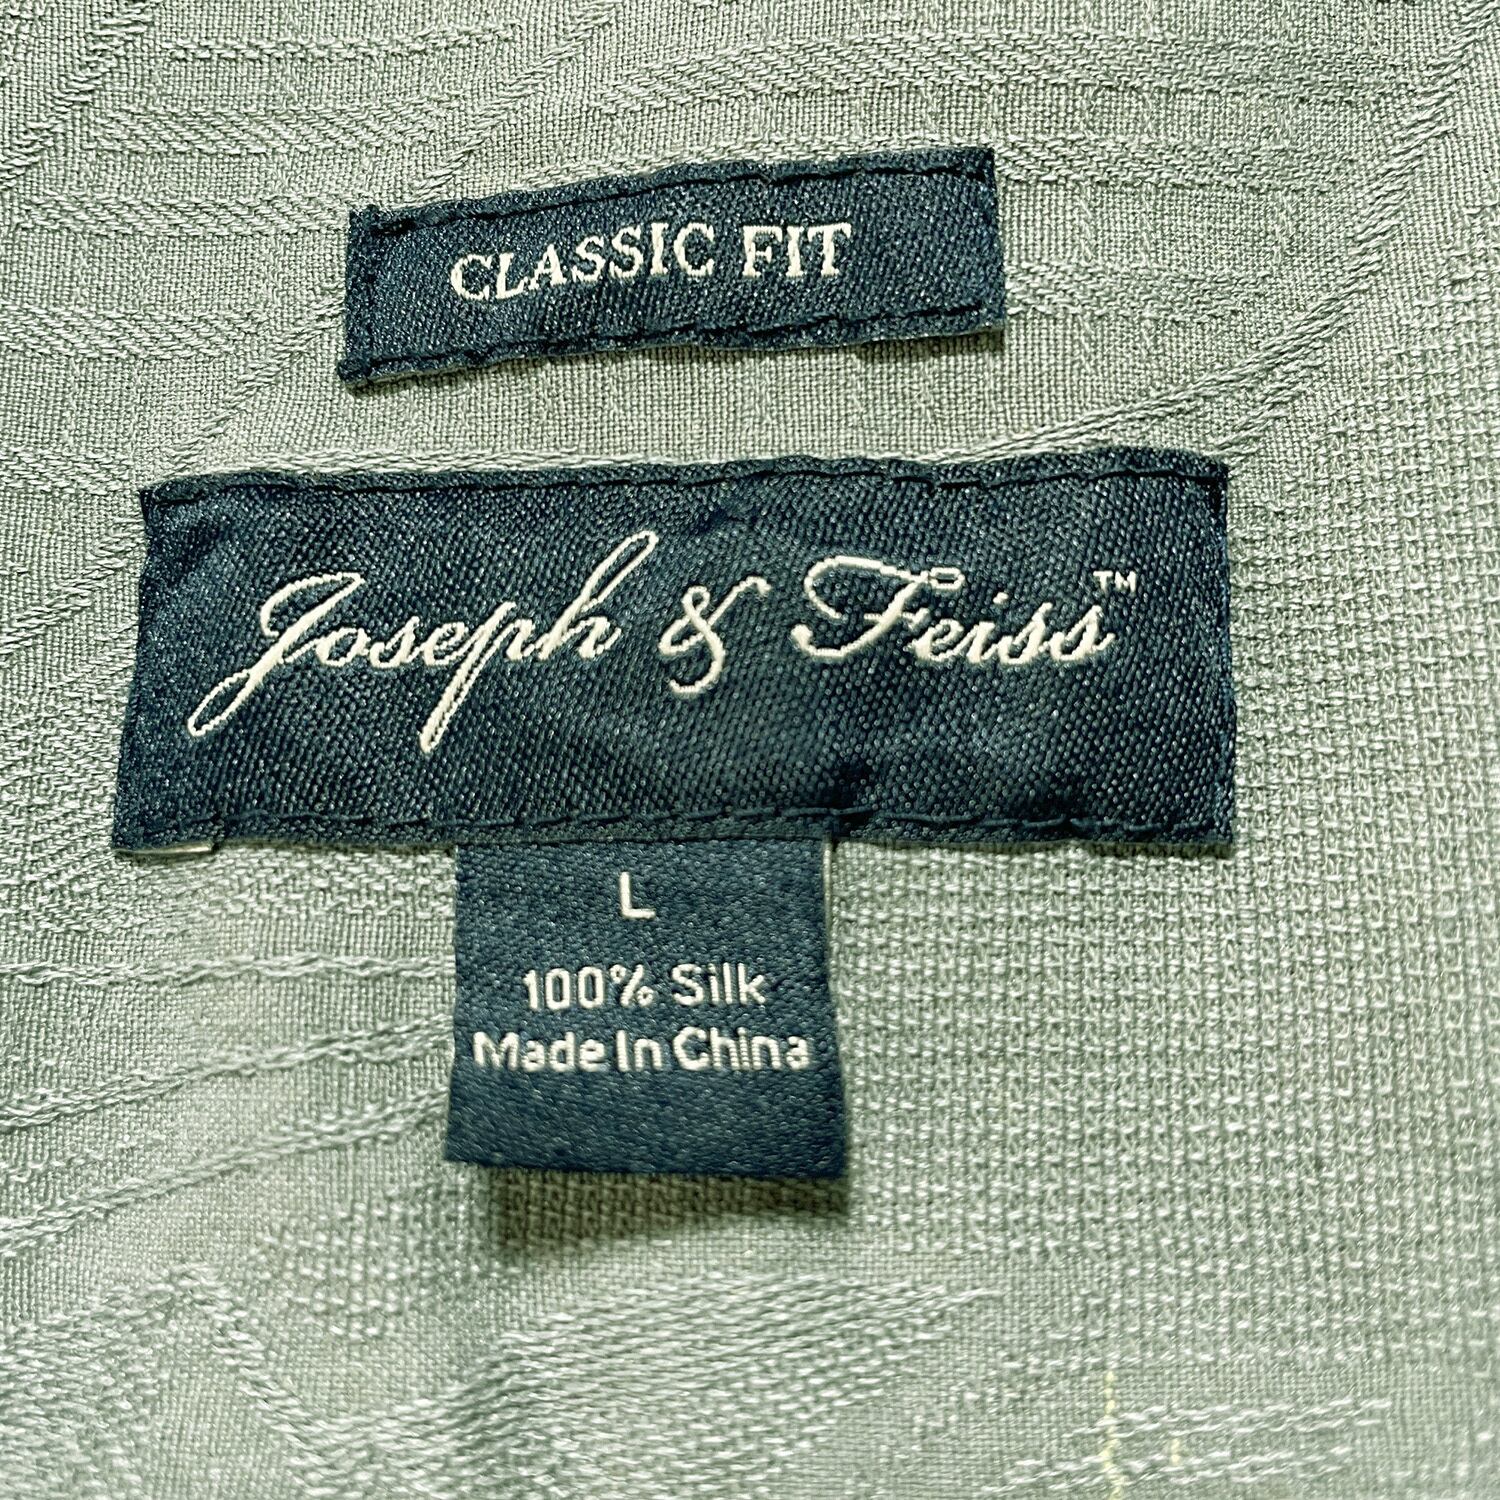 CLASSIC FIT
Joseph & Feiss™
L
100% Silk
Made In China